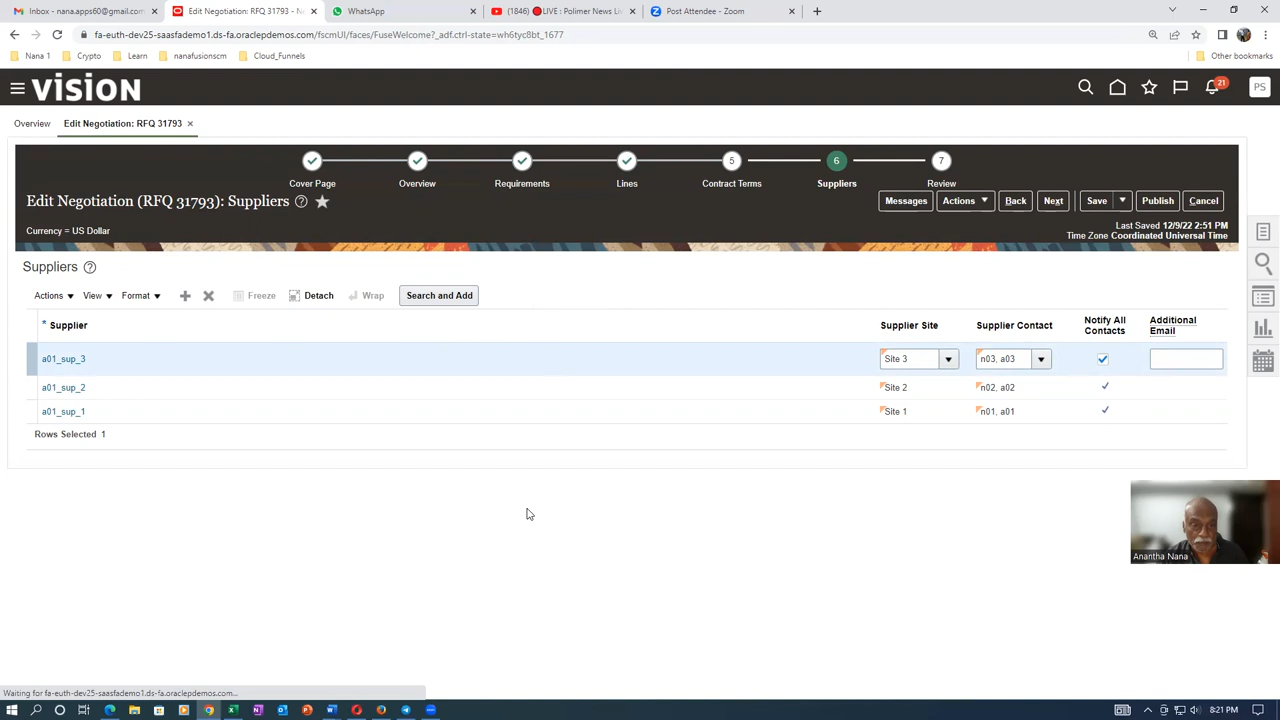 Inbox - nana.apps60@gmail.com
Edit Negotiation: RFQ 31793 - N
WhatsApp
(1846) 🔴LIVE : Polimer News Li
Post Attendee - Zoom
fa-euth-dev25-saasfademo1.ds-fa.oraclepdemos.com/fscmUI/faces/FuseWelcome?_adf.ctrl-state=wh6tyc8bt_1677
Nana 1
Crypto
Learn
nanafusionscm
Cloud_Funnels
Other bookmarks
VISION
21
PS
Overview
Edit Negotiation: RFQ 31793
5 6 7
Cover Page Overview Requirements Lines Contract Terms Suppliers Review
Edit Negotiation (RFQ 31793): Suppliers
Messages Actions Back Next Save Publish Cancel
Currency = US Dollar
Last Saved 12/9/22 2:51 PM
Time Zone Coordinated Universal Time
Suppliers
Actions View Format Freeze Detach Wrap Search and Add
* Supplier Supplier Site Supplier Contact Notify All Contacts Additional Email
a01_sup_3 Site 3 n03, a03
a01_sup_2 Site 2 n02, a02
a01_sup_1 Site 1 n01, a01
Rows Selected 1
Anantha Nana
Waiting for fa-euth-dev25-saasfademo1.ds-fa.oraclepdemos.com...
8:21 PM